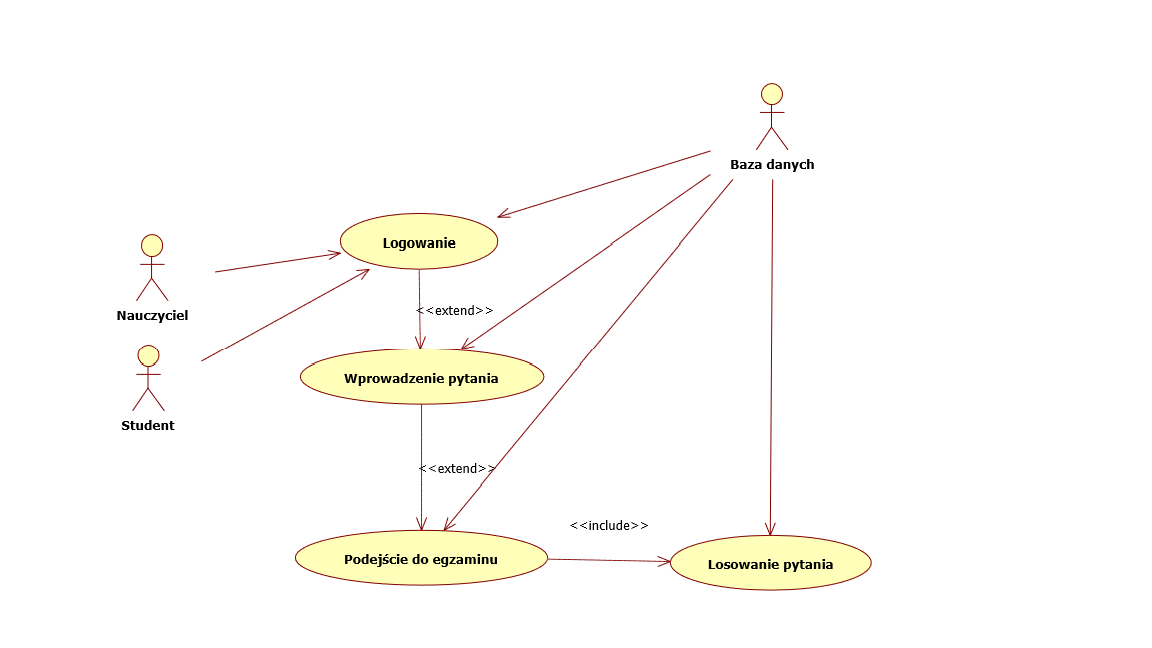 Baza danych
Logowanie
Nauczyciel
<<extend>>
Wprowadzenie pytania
Student
<<extend>>
<<include>>
Podejście do egzaminu
Losowanie pytania